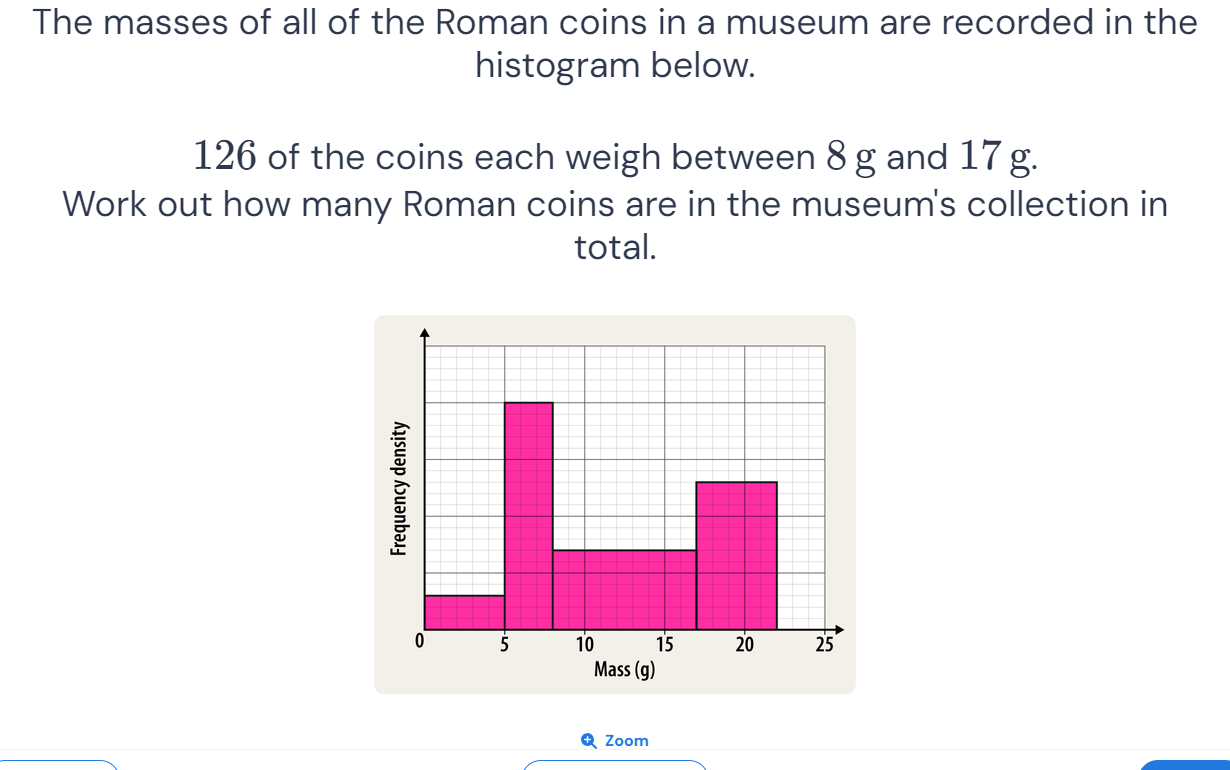 The masses of all of the Roman coins in a museum are recorded in the
histogram below.
126 of the coins each weigh between 8 g and 17 g.
Work out how many Roman coins are in the museum's collection in
total.
Frequency density
0 5 10 15 20 25
Mass (g)
Zoom